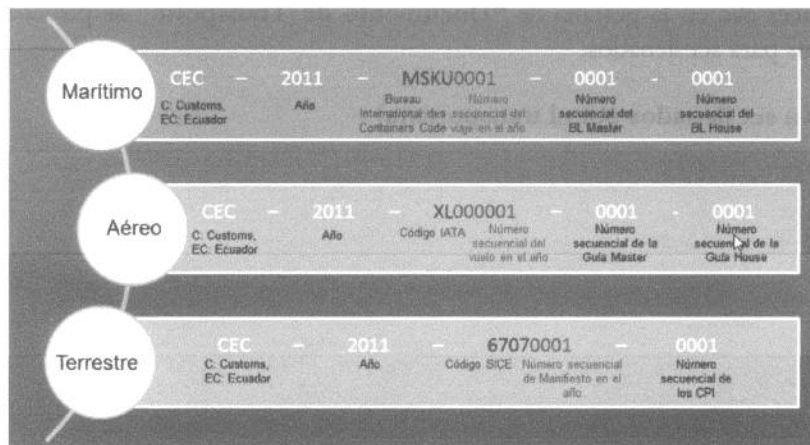 Marítimo
CEC – 2011 – MSKU0001 – 0001 - 0001
C: Customs, Año Bureau Número Número Número
EC: Ecuador International des secuencial del secuencial del secuencial del
Containers Code viaje en el año BL Master BL House
Aéreo
CEC – 2011 – XL000001 – 0001 - 0001
C: Customs, Año Código IATA Número Número Número
EC: Ecuador secuencial del secuencial de la secuencial de la
vuelo en el año Guía Master Guía House
Terrestre
CEC – 2011 – 67070001 – 0001
C: Customs, Año Código SICE Número secuencial Número
EC: Ecuador de Manifiesto en el secuencial de
año los CPI